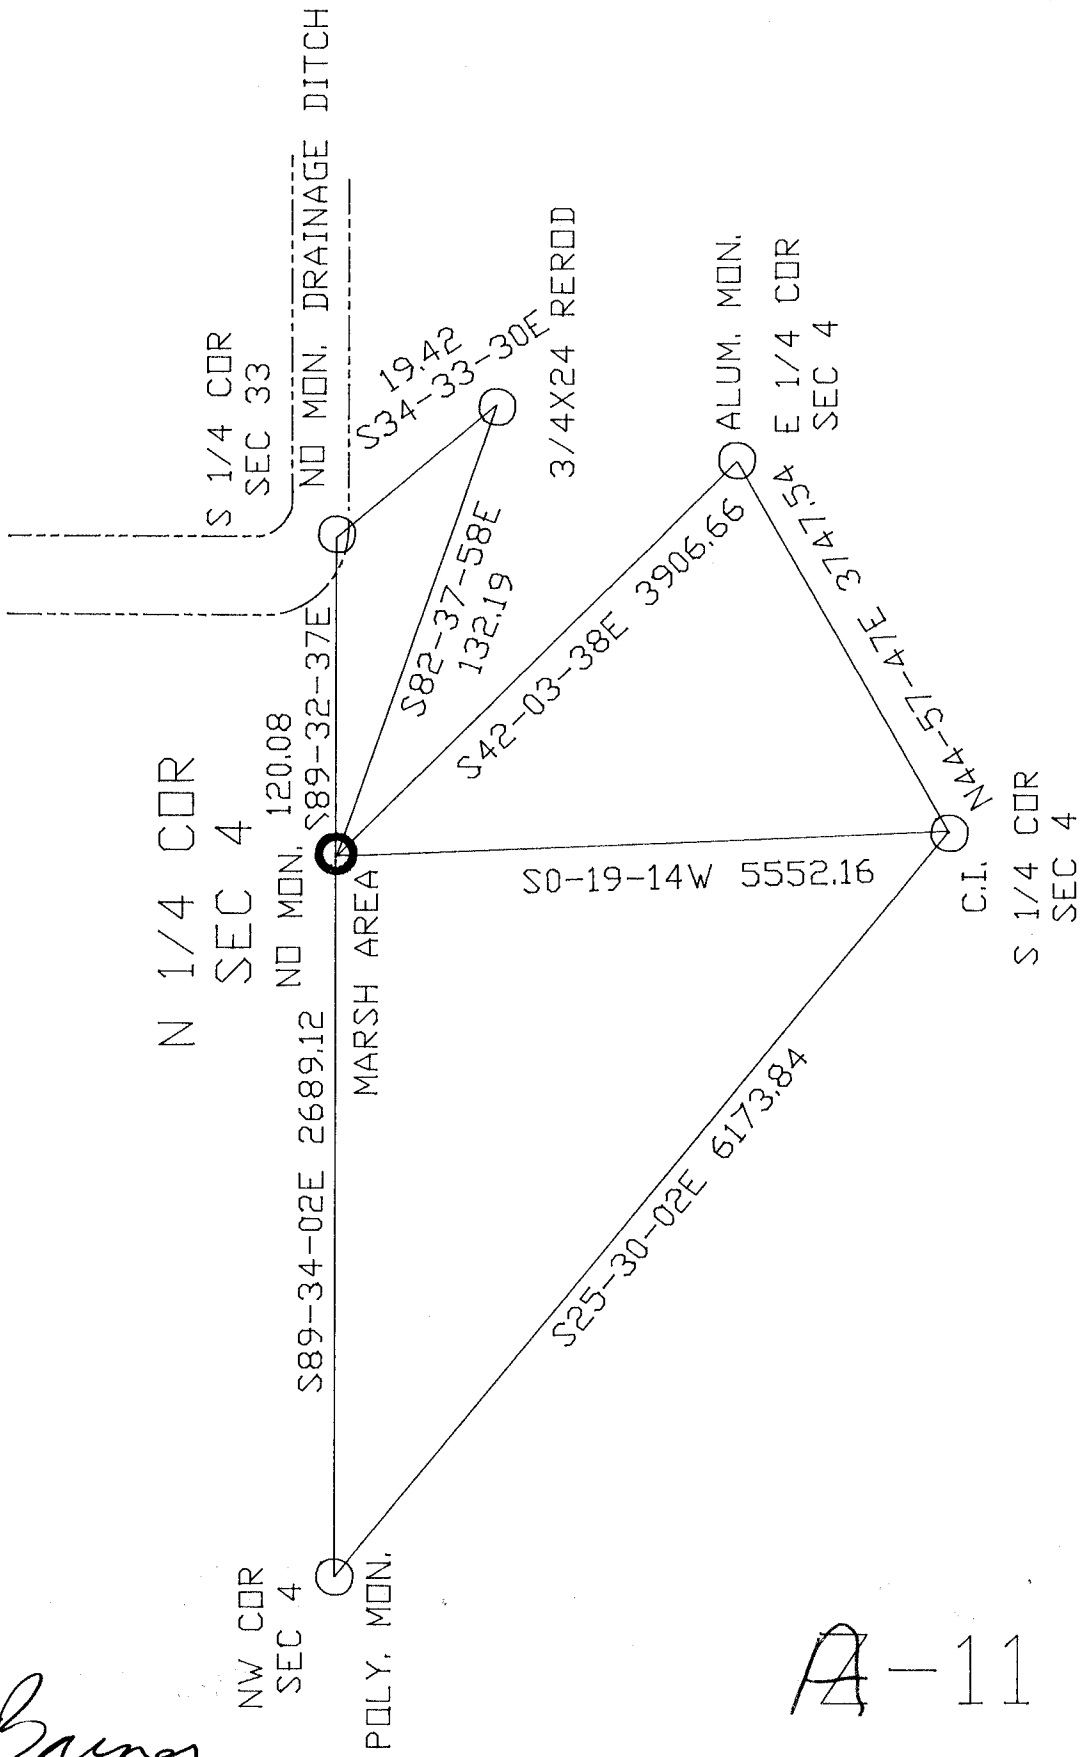 S 1/4 COR
SEC 33
NO MON. DRAINAGE DITCH
N 1/4 COR
SEC 4
NO MON.
120.08
S89-32-37E
19.42
S34-33-30E
3/4X24 REROD
S82-37-58E
132.19
NW COR
SEC 4
POLY. MON.
S89-34-02E 2689.12
MARSH AREA
S42-03-38E 3906.66
ALUM. MON.
E 1/4 COR
SEC 4
S0-19-14W 5552.16
N44-57-47E 3747.54
S25-30-02E 6173.84
C.I.
S 1/4 COR
SEC 4
A-11